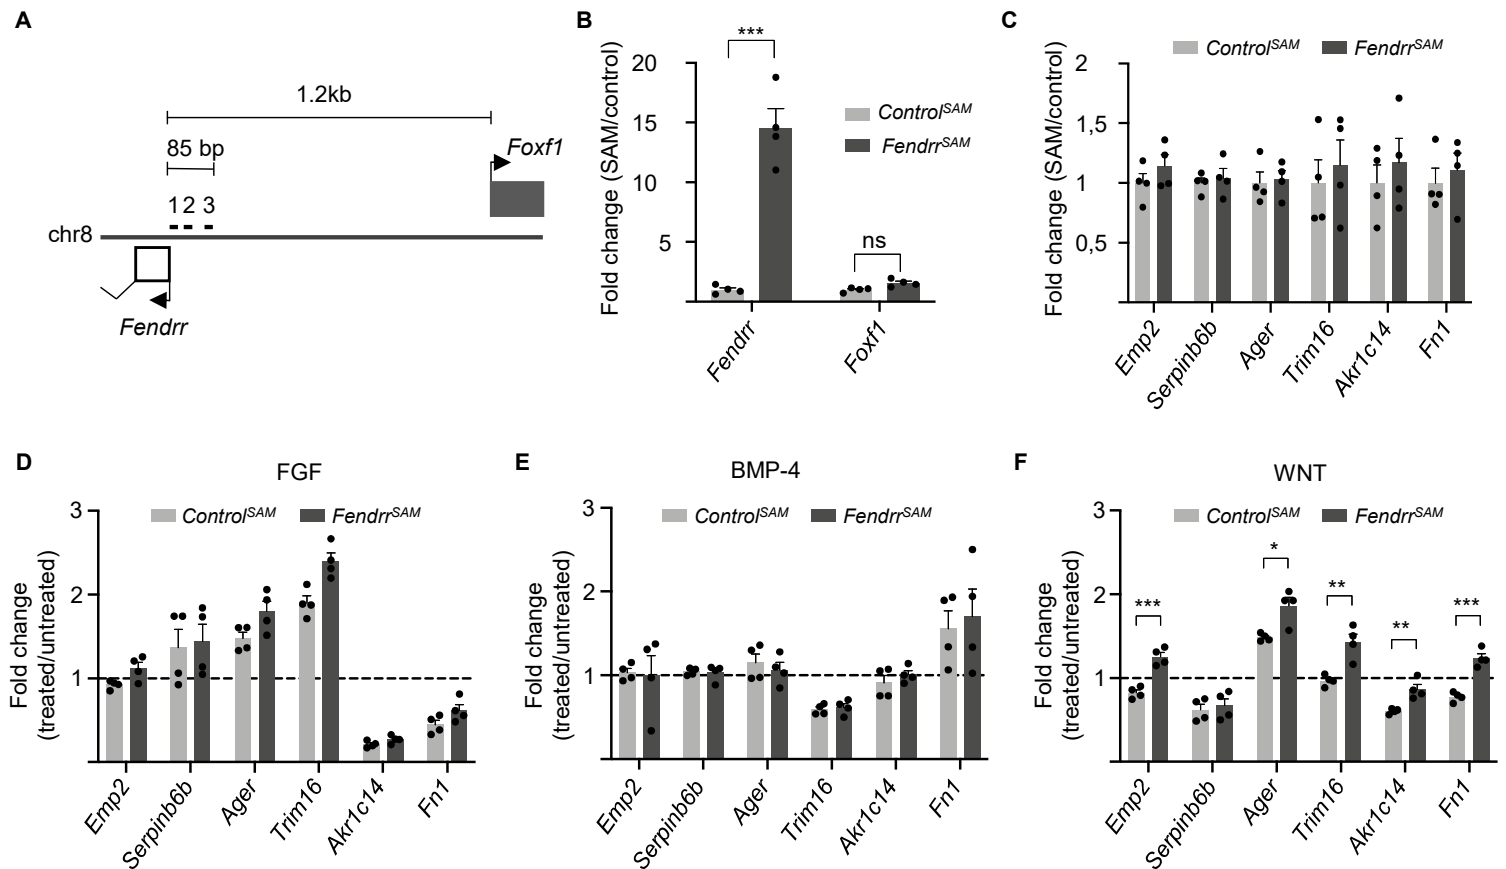 A
1.2kb
85 bp
Foxf1
1 2 3
chr8
Fendrr
B
Fold change (SAM/control)
20
15
10
5
***
ns
Control^SAM
Fendrr^SAM
Fendrr
Foxf1
C
Control^SAM
Fendrr^SAM
Fold change (SAM/control)
2
1,5
1
0,5
Emp2
Serpinb6b
Ager
Trim16
Akr1c14
Fn1
D
FGF
Control^SAM
Fendrr^SAM
Fold change
(treated/untreated)
3
2
1
Emp2
Serpinb6b
Ager
Trim16
Akr1c14
Fn1
E
BMP-4
Control^SAM
Fendrr^SAM
Fold change
(treated/untreated)
3
2
1
Emp2
Serpinb6b
Ager
Trim16
Akr1c14
Fn1
F
WNT
Control^SAM
Fendrr^SAM
Fold change
(treated/untreated)
3
2
1
***
*
**
**
***
Emp2
Serpinb6b
Ager
Trim16
Akr1c14
Fn1